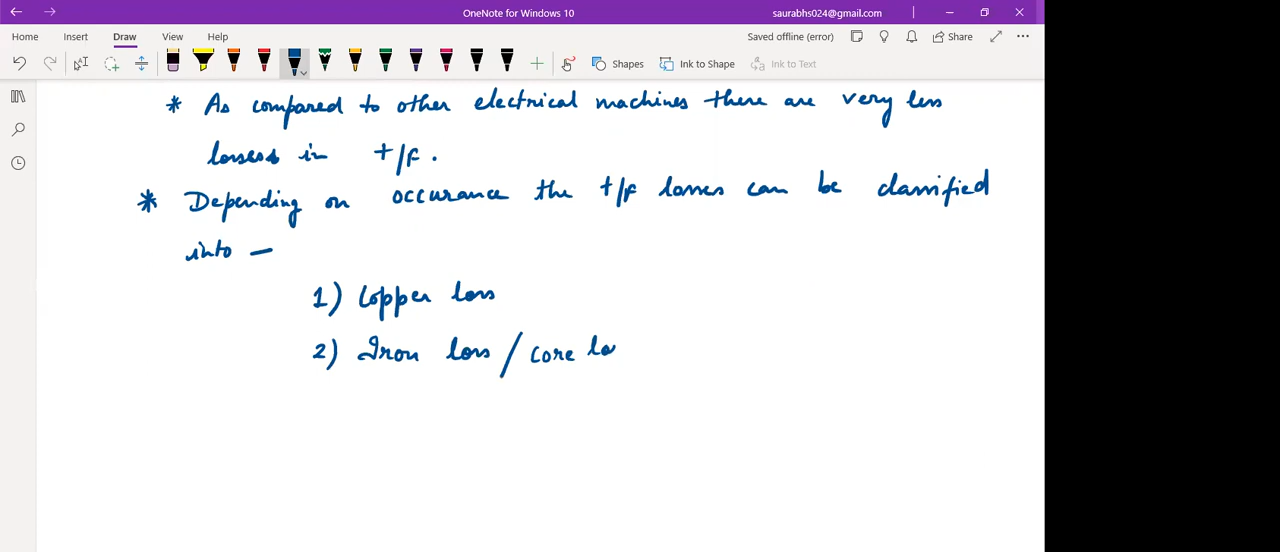 OneNote for Windows 10
saurabhs024@gmail.com
Home Insert Draw View Help
Saved offline (error) Share
Shapes Ink to Shape Ink to Text
* As compared to other electrical machines there are very less
losses in t/f.
* Depending on occurance the t/f losses can be classified
into –
1) Copper loss
2) Iron loss / core lo